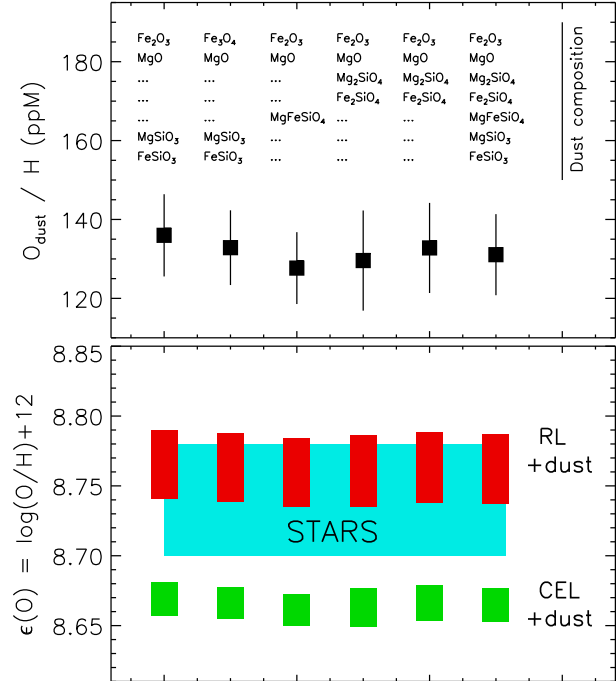 Fe₂O₃ Fe₃O₄ Fe₂O₃ Fe₂O₃ Fe₂O₃ Fe₂O₃
MgO MgO MgO MgO MgO MgO
... ... ... Mg₂SiO₄ Mg₂SiO₄ Mg₂SiO₄
... ... ... Fe₂SiO₄ Fe₂SiO₄ Fe₂SiO₄
... ... MgFeSiO₄ ... ... MgFeSiO₄
MgSiO₃ MgSiO₃ ... ... ... MgSiO₃
FeSiO₃ FeSiO₃ ... ... ... FeSiO₃
Dust composition
O_dust / H (ppM)
180
160
140
120
ε(O) = log(O/H)+12
8.85
8.80
8.75
8.70
8.65
RL
+dust
STARS
CEL
+dust